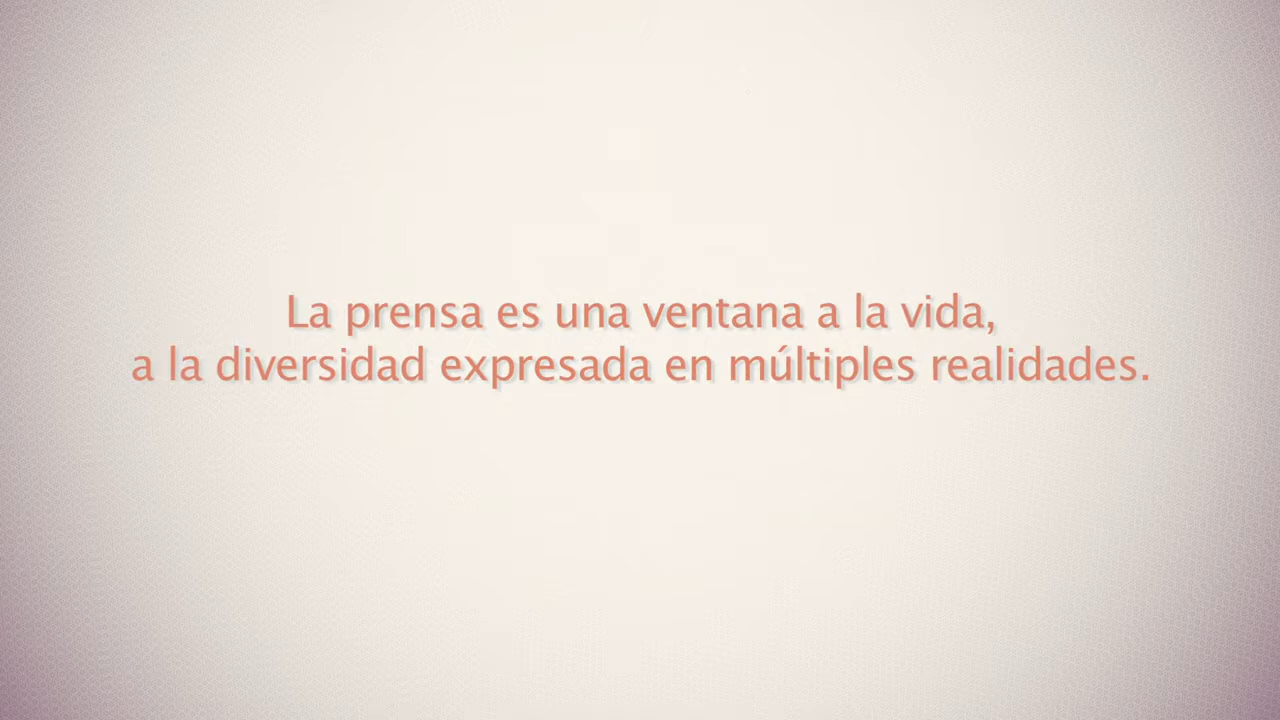 La prensa es una ventana a la vida,
a la diversidad expresada en múltiples realidades.